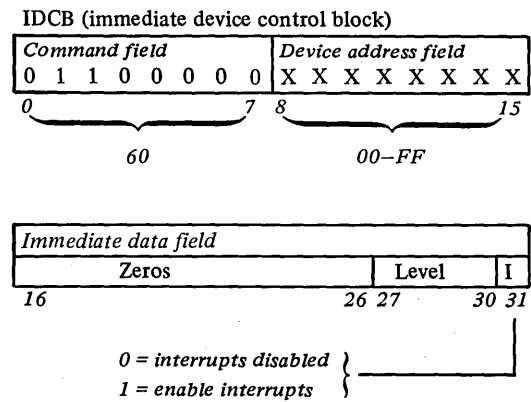 IDCB (immediate device control block)
Command field Device address field
0 1 1 0 0 0 0 0 X X X X X X X X
0 7 8 15
60 00–FF
Immediate data field
Zeros Level I
16 26 27 30 31
0 = interrupts disabled
1 = enable interrupts